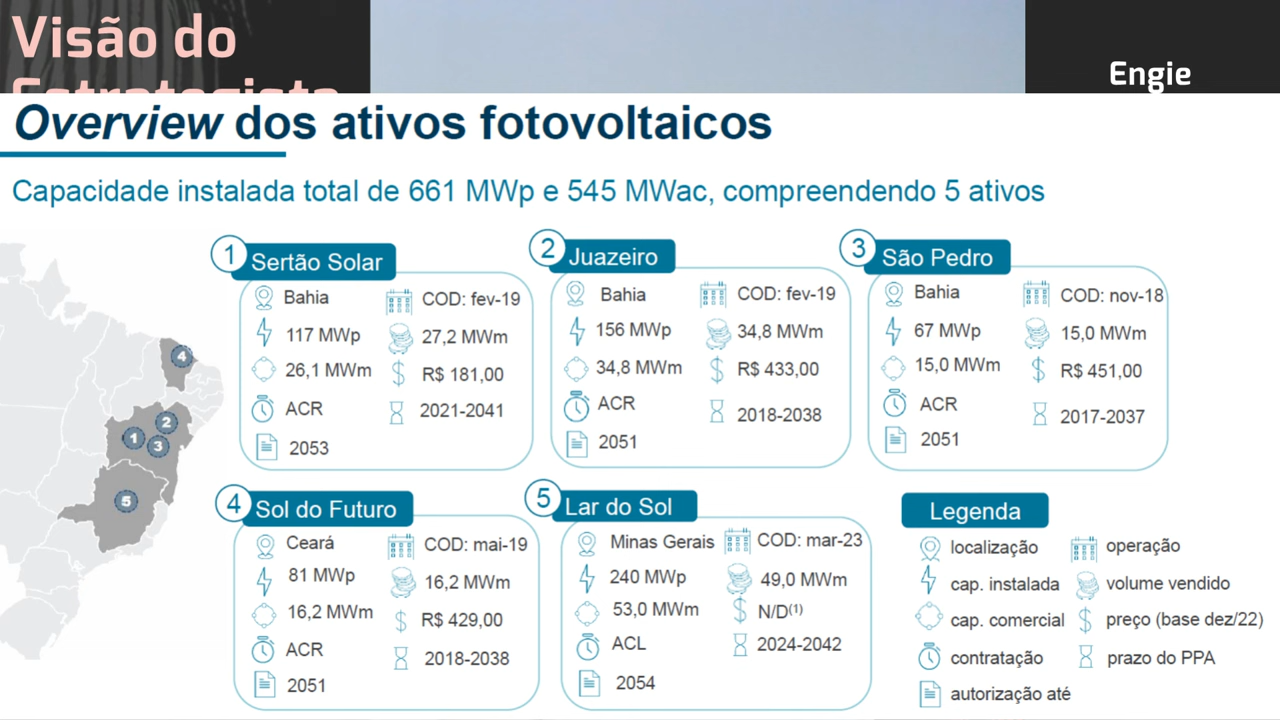 Visão do
Estrategista
Engie
Overview dos ativos fotovoltaicos
Capacidade instalada total de 661 MWp e 545 MWac, compreendendo 5 ativos
1 Sertão Solar
Bahia COD: fev-19
117 MWp 27,2 MWm
26,1 MWm R$ 181,00
ACR 2021-2041
2053
2 Juazeiro
Bahia COD: fev-19
156 MWp 34,8 MWm
34,8 MWm R$ 433,00
ACR 2018-2038
2051
3 São Pedro
Bahia COD: nov-18
67 MWp 15,0 MWm
15,0 MWm R$ 451,00
ACR 2017-2037
2051
4
2
1
3
5
4 Sol do Futuro
Ceará COD: mai-19
81 MWp 16,2 MWm
16,2 MWm R$ 429,00
ACR 2018-2038
2051
5 Lar do Sol
Minas Gerais COD: mar-23
240 MWp 49,0 MWm
53,0 MWm N/D(1)
ACL 2024-2042
2054
Legenda
localização operação
cap. instalada volume vendido
cap. comercial preço (base dez/22)
contratação prazo do PPA
autorização até